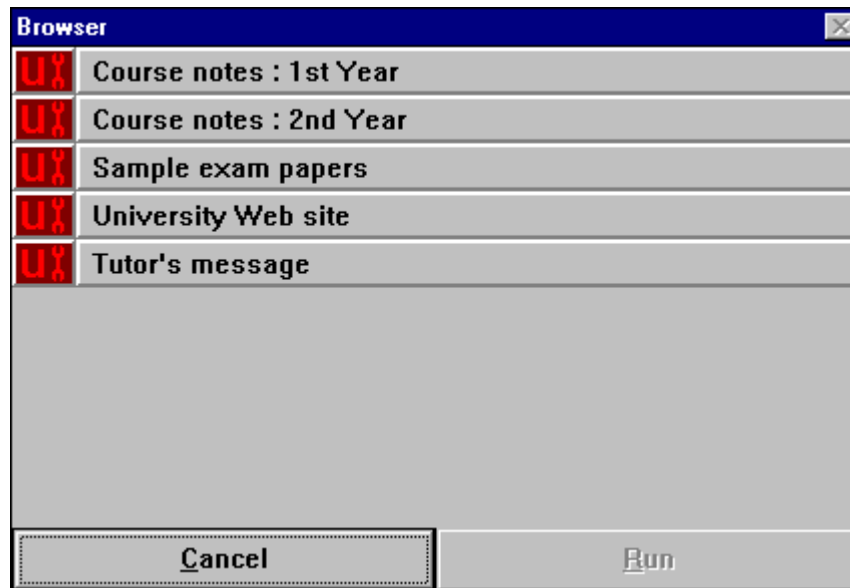 Browser
Course notes : 1st Year
Course notes : 2nd Year
Sample exam papers
University Web site
Tutor's message
Cancel
Run